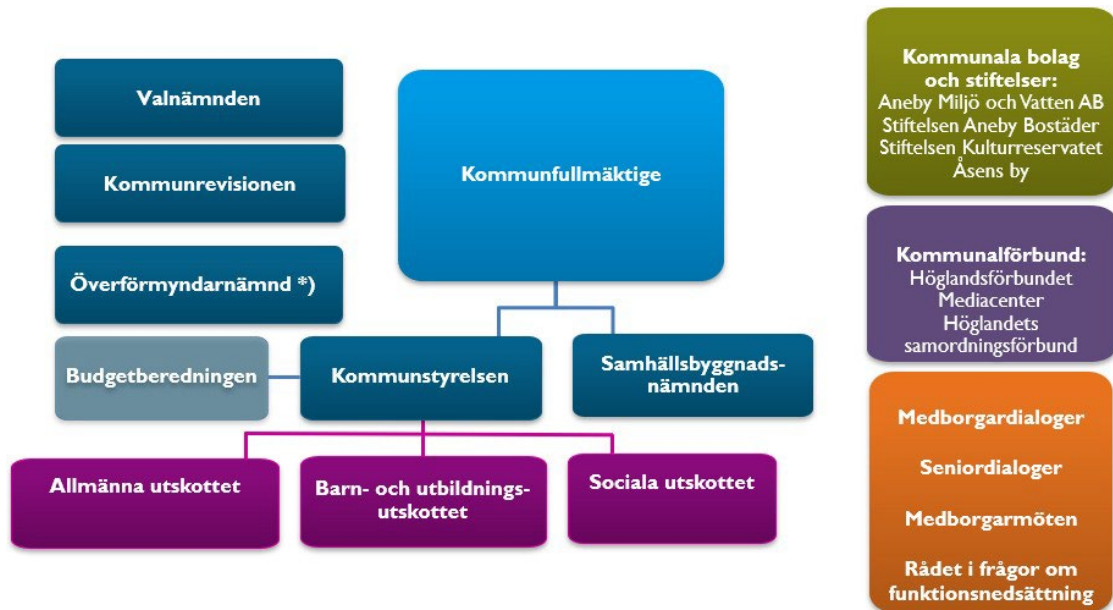 Valnämnden
Kommunrevisionen
Överförmyndarnämnd *)
Kommunfullmäktige
Budgetberedningen
Kommunstyrelsen
Samhällsbyggnads-
nämnden
Allmänna utskottet
Barn- och utbildnings-
utskottet
Sociala utskottet
Kommunala bolag
och stiftelser:
Aneby Miljö och Vatten AB
Stiftelsen Aneby Bostäder
Stiftelsen Kulturreservatet
Åsens by
Kommunalförbund:
Höglandsförbundet
Mediacenter
Höglandets
samordningsförbund
Medborgardialoger
Seniordialoger
Medborgarmöten
Rådet i frågor om
funktionsnedsättning